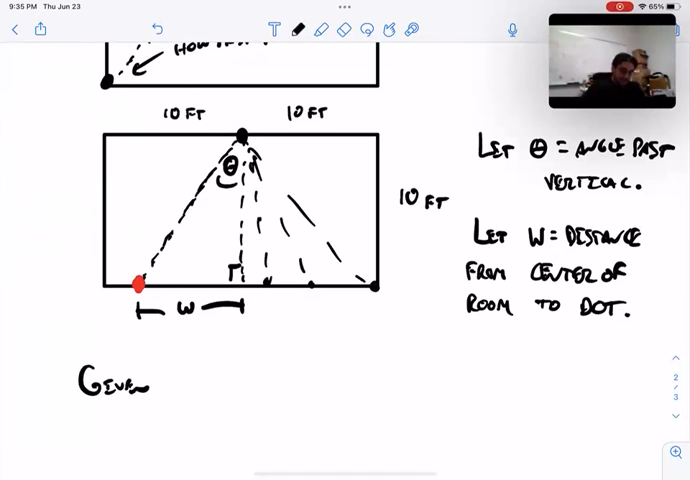 9:35 PM Thu Jun 23
65%
10 FT
10 FT
LET Θ = ANGLE PAST
VERTICAL.
Θ
10 FT
LET W = DISTANCE
FROM CENTER OF
ROOM TO DOT.
W
GIVEN
2
/
3